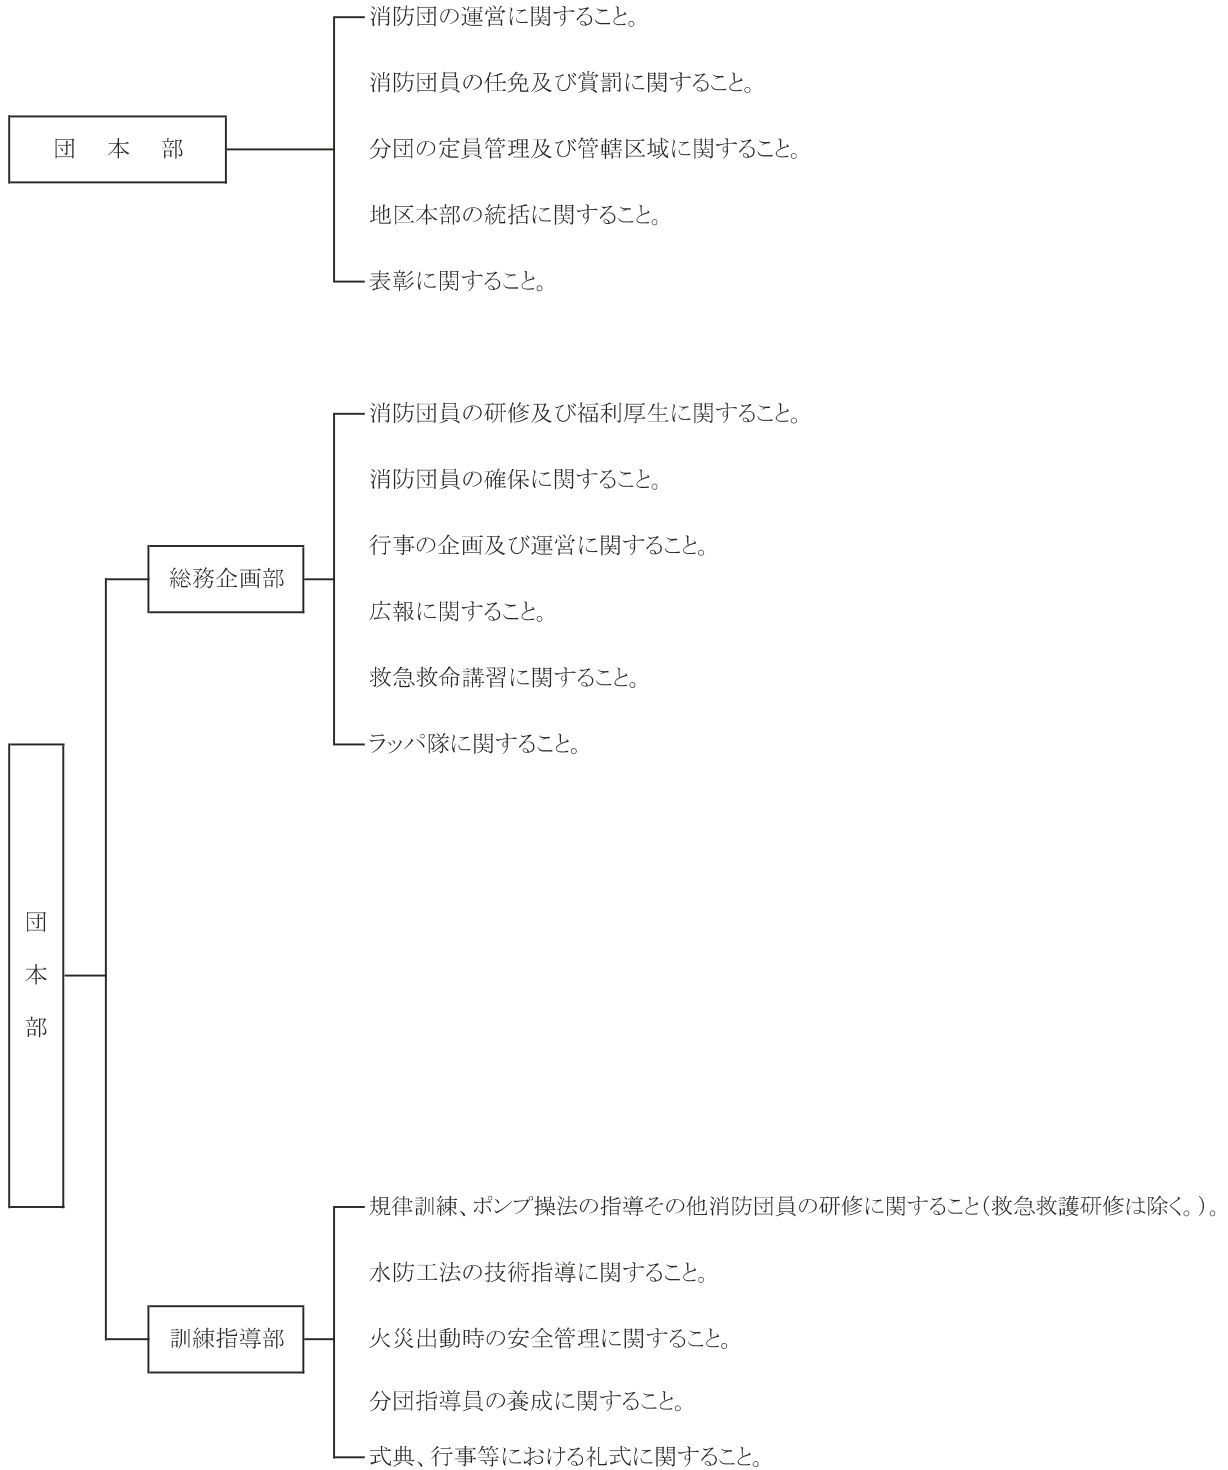 消防団の運営に関すること。
消防団員の任免及び賞罰に関すること。
団 本 部
分団の定員管理及び管轄区域に関すること。
地区本部の統括に関すること。
表彰に関すること。
消防団員の研修及び福利厚生に関すること。
消防団員の確保に関すること。
行事の企画及び運営に関すること。
総務企画部
広報に関すること。
救急救命講習に関すること。
ラッパ隊に関すること。
団
本
部
規律訓練、ポンプ操法の指導その他消防団員の研修に関すること(救急救護研修は除く。)。
水防工法の技術指導に関すること。
訓練指導部
火災出動時の安全管理に関すること。
分団指導員の養成に関すること。
式典、行事等における礼式に関すること。